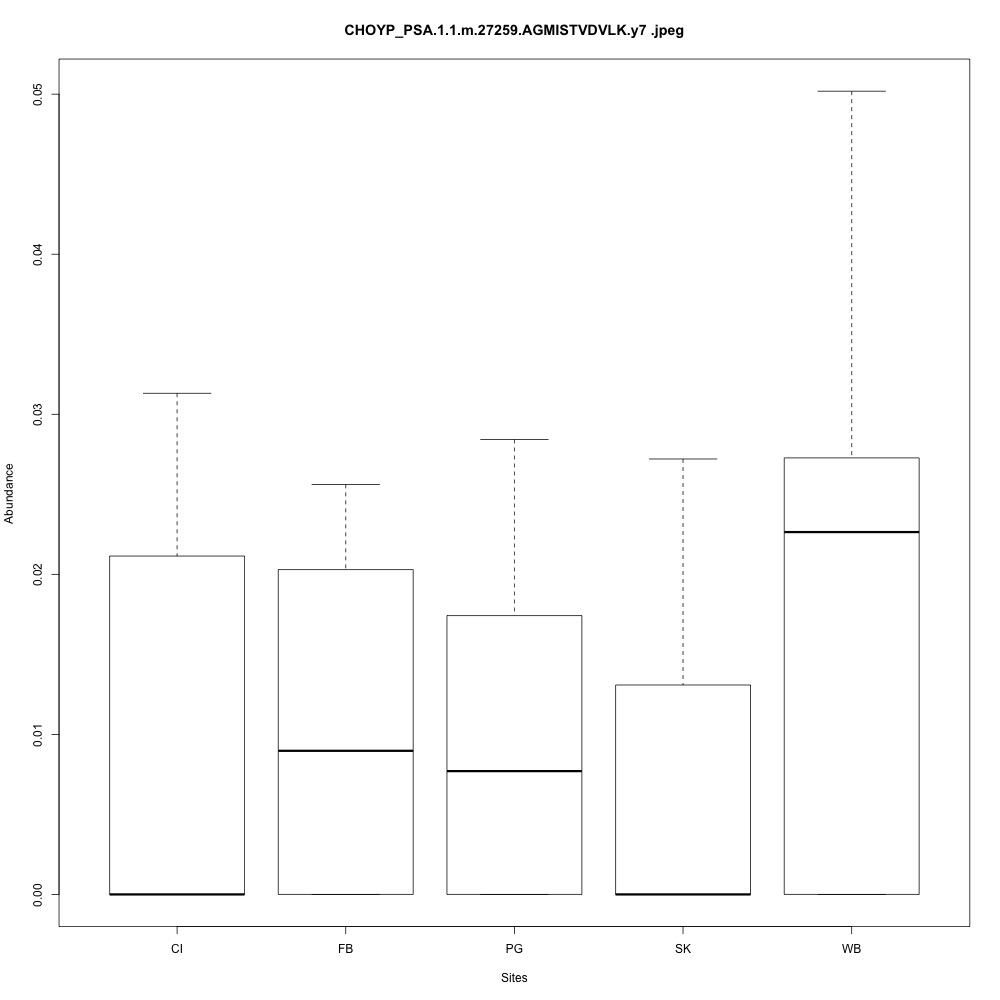 CHOYP_PSA.1.1.m.27259.AGMISTVDVLK.y7 .jpeg
0.05
0.04
0.03
0.02
0.01
0.00
Abundance
CI FB PG SK WB
Sites